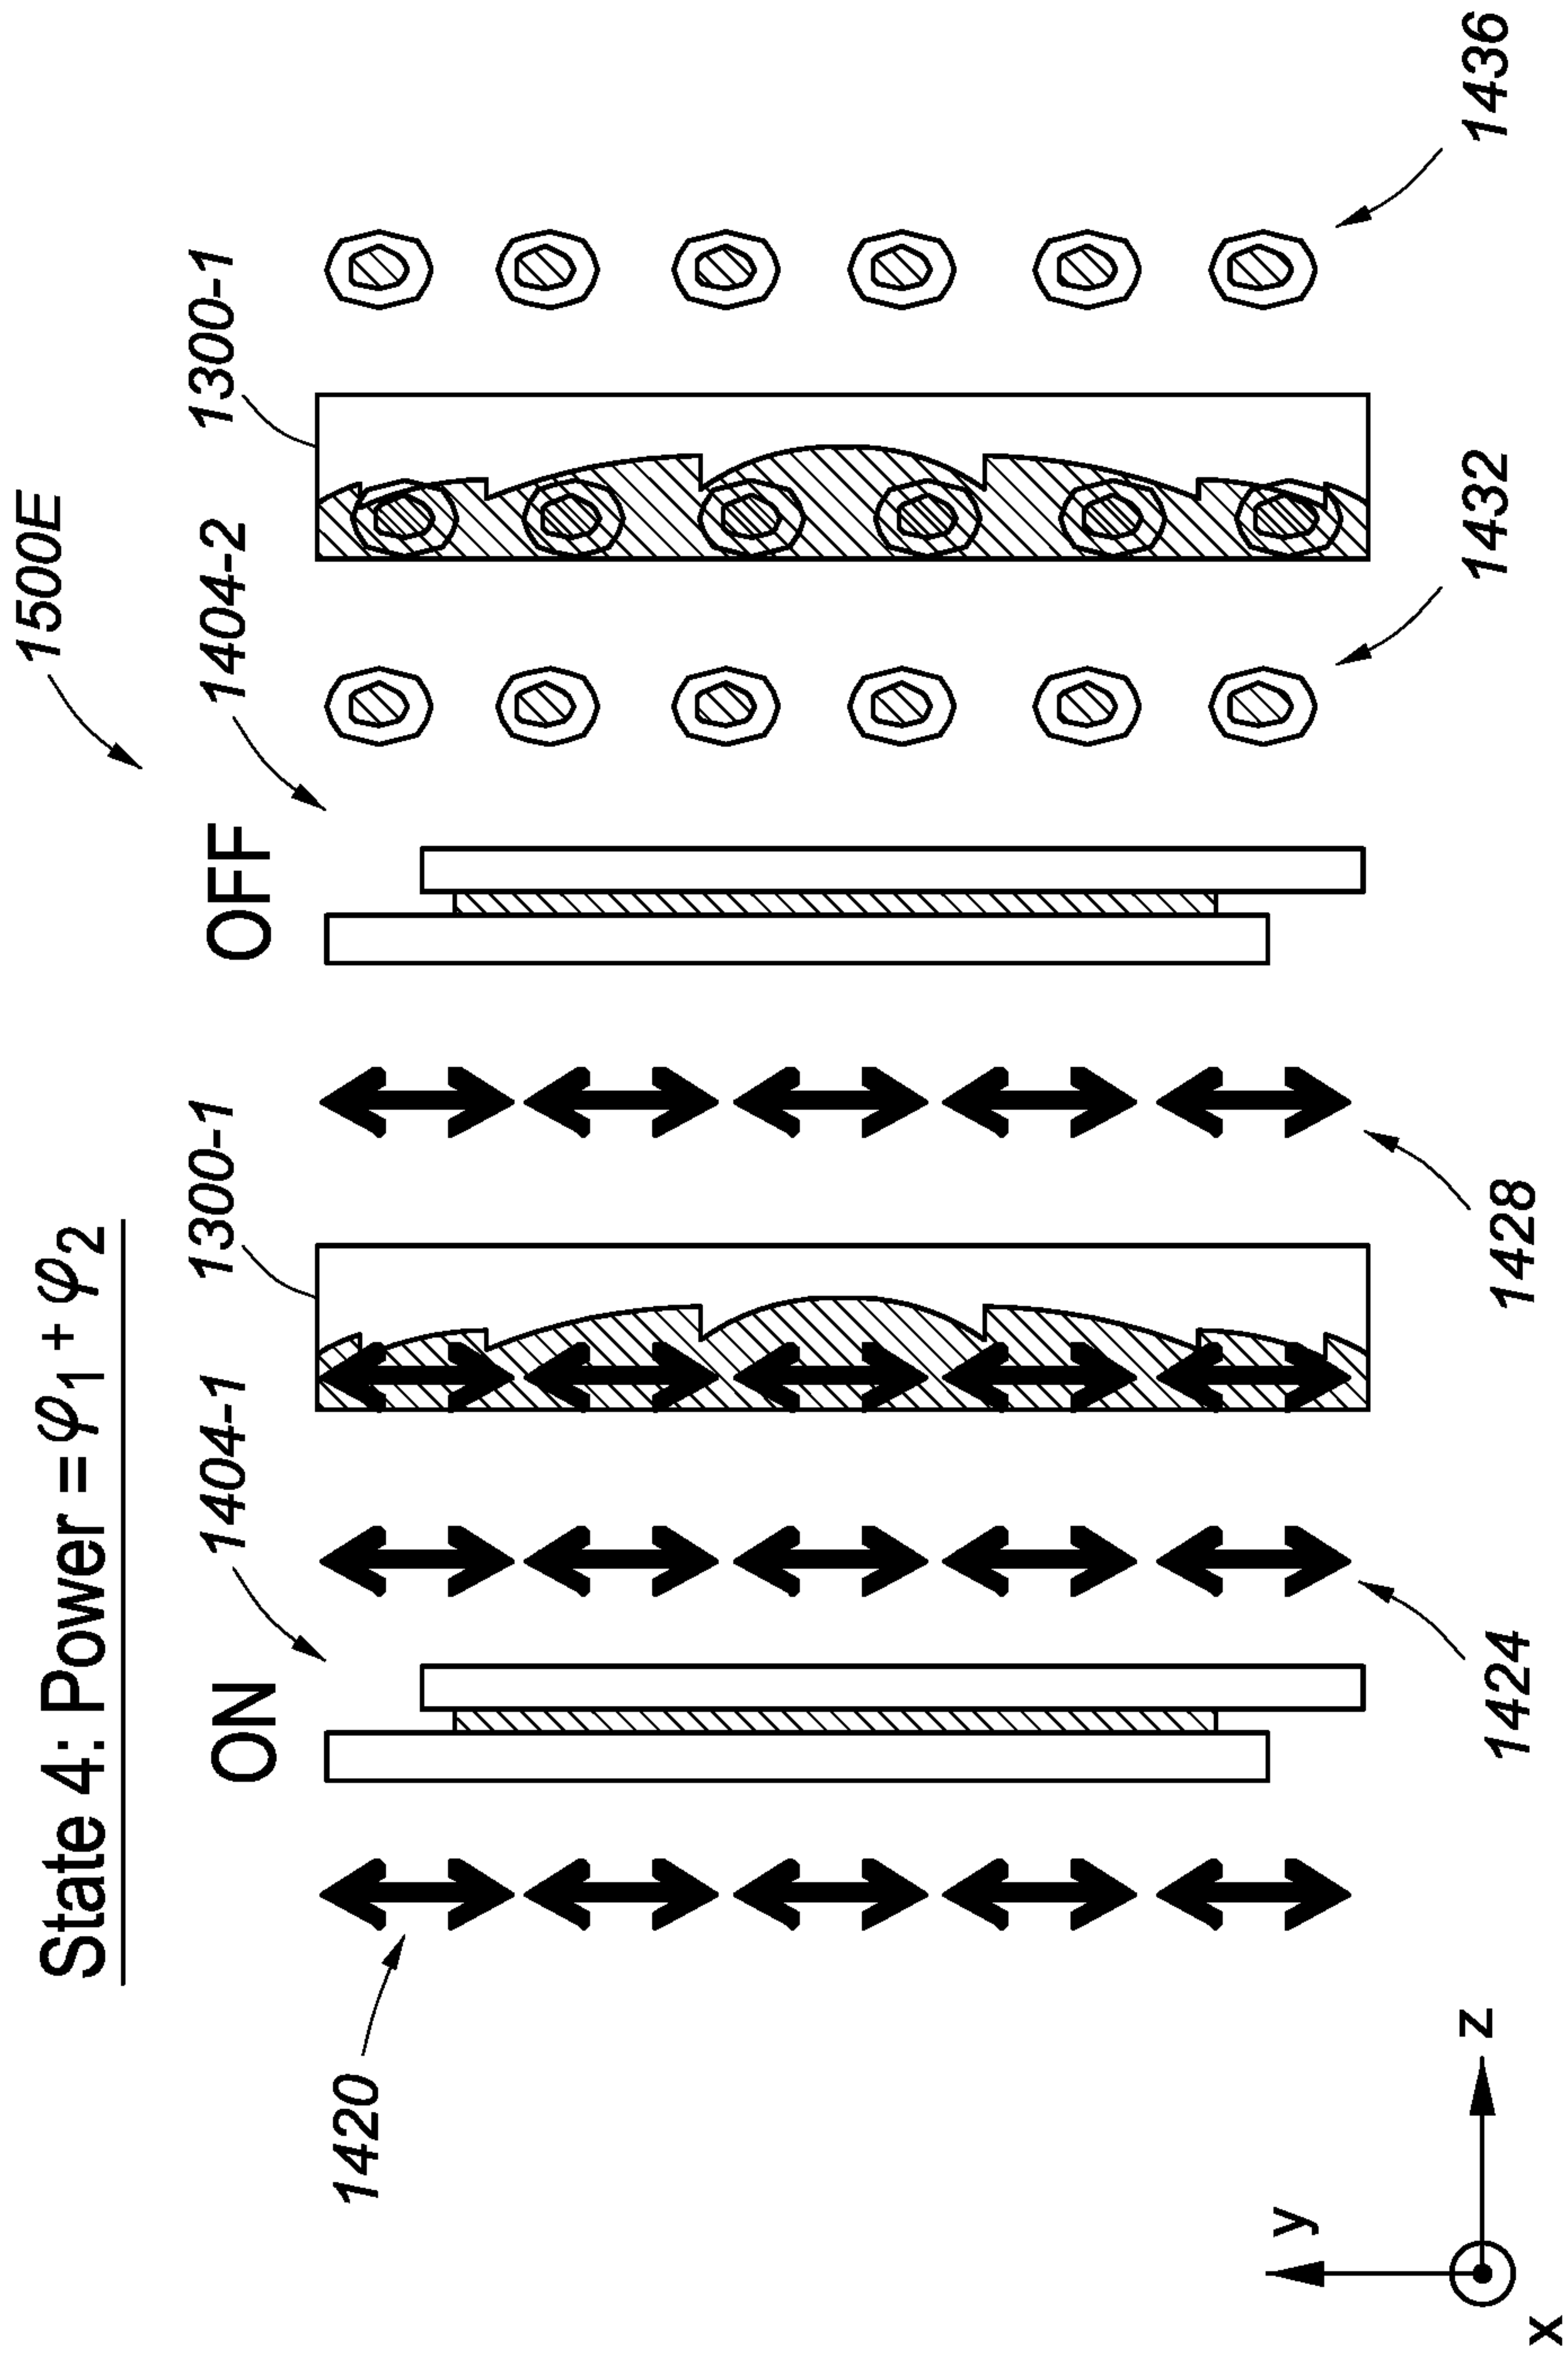 State 4: Power = φ1 + φ2
1500E
ON
1404-1
1300-1
OFF
1404-2
1300-1
1420
1424
1428
1432
1436
y
z
x